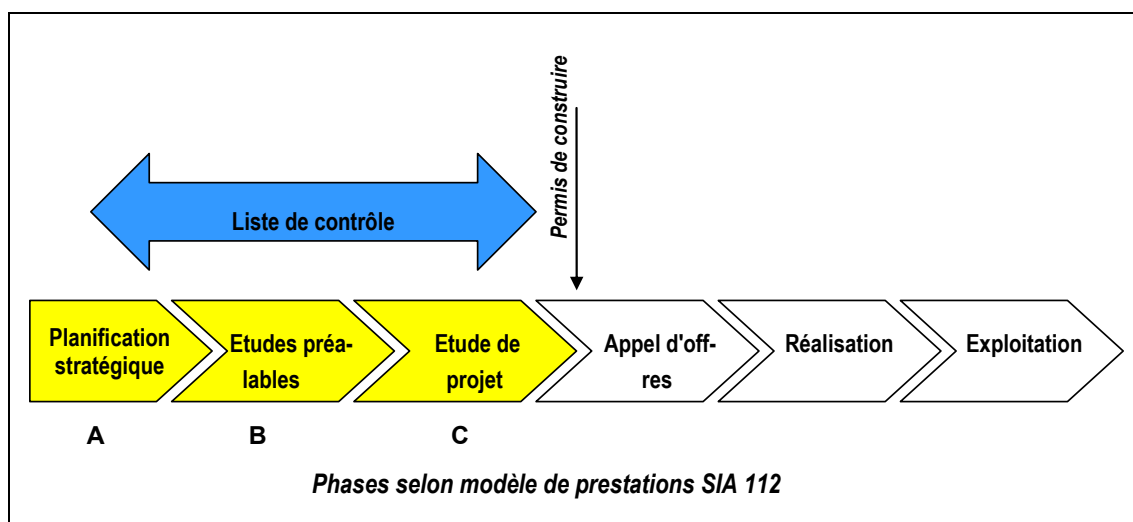 Permis de construire
Liste de contrôle
Planification
stratégique
Etudes préa-
lables
Etude de
projet
Appel d'off-
res
Réalisation
Exploitation
A
B
C
Phases selon modèle de prestations SIA 112